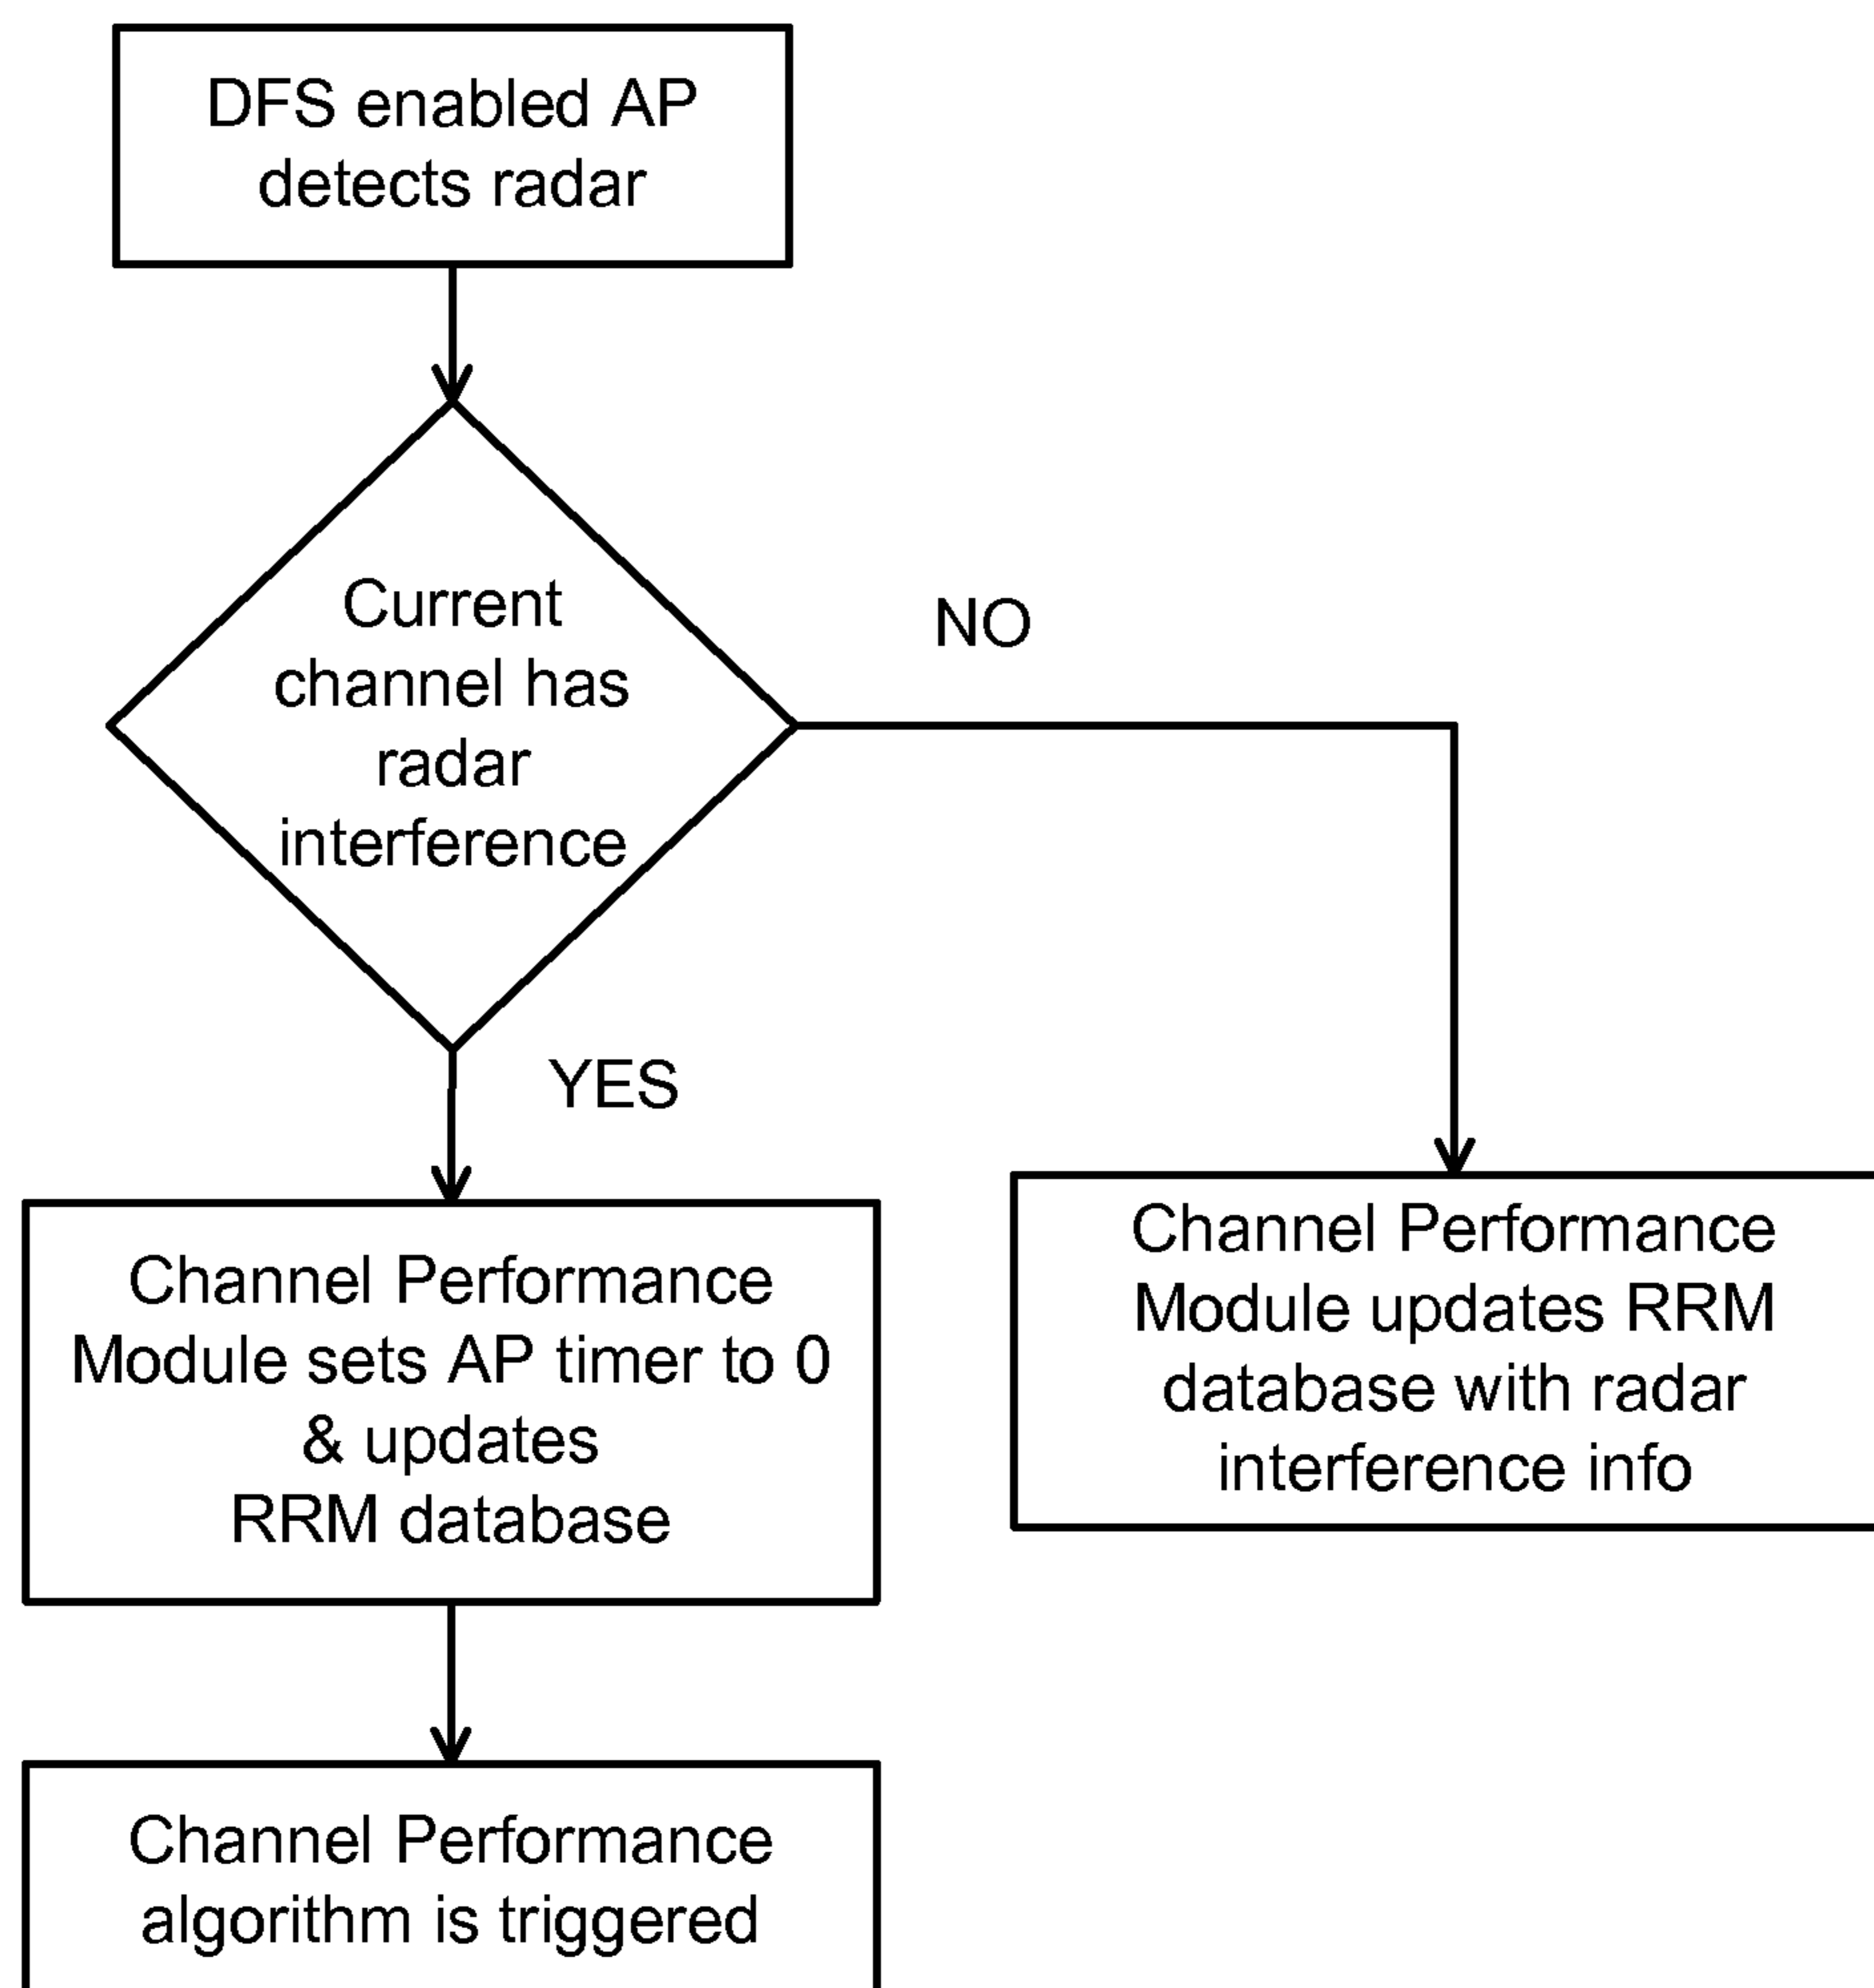 DFS enabled AP
detects radar
Current
channel has
radar
interference
NO
YES
Channel Performance
Module sets AP timer to 0
& updates
RRM database
Channel Performance
Module updates RRM
database with radar
interference info
Channel Performance
algorithm is triggered